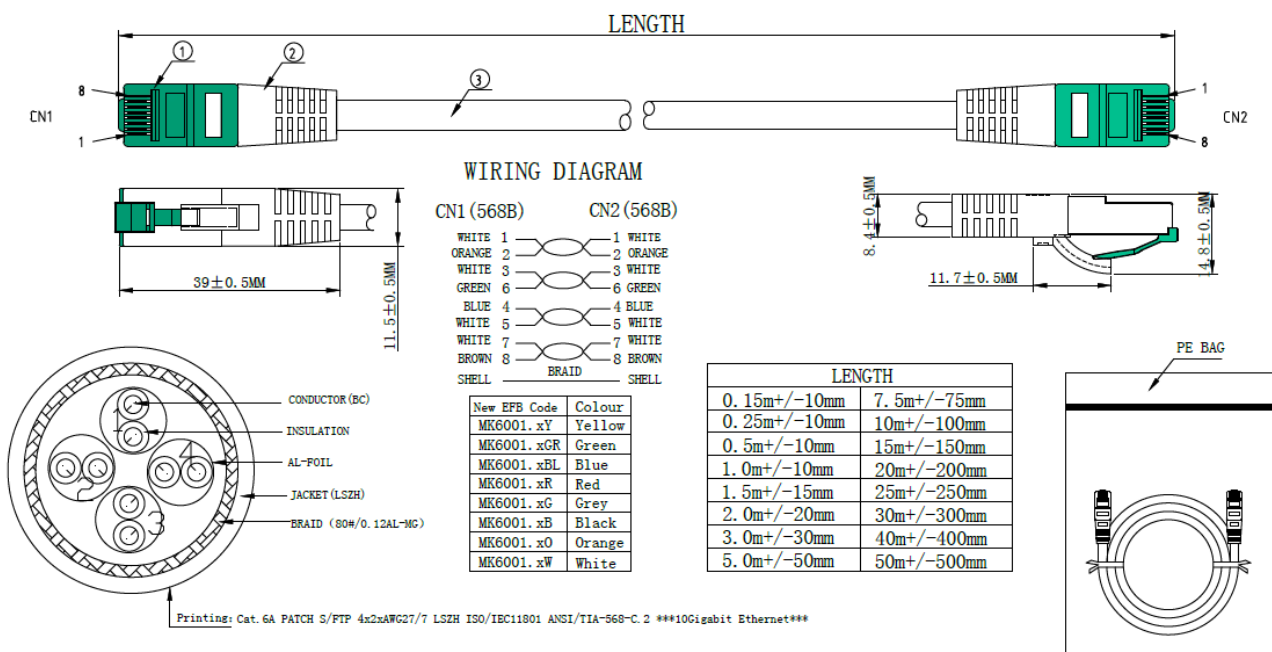 LENGTH
① ② ③
8
CN1
1
1
CN2
8
WIRING DIAGRAM
CN1(568B) CN2(568B)
WHITE 1 1 WHITE
ORANGE 2 2 ORANGE
WHITE 3 3 WHITE
GREEN 6 6 GREEN
BLUE 4 4 BLUE
WHITE 5 5 WHITE
WHITE 7 7 WHITE
BROWN 8 8 BROWN
BRAID
SHELL SHELL
39±0.5MM
11.5±0.5MM
8.4±0.5MM
11.7±0.5MM
14.8±0.5MM
1
2
3
4
CONDUCTOR(BC)
INSULATION
AL-FOIL
JACKET(LSZH)
BRAID (80#/0.12AL-MG)
New EFB Code Colour
MK6001.xY Yellow
MK6001.xGR Green
MK6001.xBL Blue
MK6001.xR Red
MK6001.xG Grey
MK6001.xB Black
MK6001.xO Orange
MK6001.xW White
LENGTH
0.15m+/-10mm 7.5m+/-75mm
0.25m+/-10mm 10m+/-100mm
0.5m+/-10mm 15m+/-150mm
1.0m+/-10mm 20m+/-200mm
1.5m+/-15mm 25m+/-250mm
2.0m+/-20mm 30m+/-300mm
3.0m+/-30mm 40m+/-400mm
5.0m+/-50mm 50m+/-500mm
PE BAG
Printing: Cat.6A PATCH S/FTP 4x2xAWG27/7 LSZH ISO/IEC11801 ANSI/TIA-568-C.2 ***10Gigabit Ethernet***